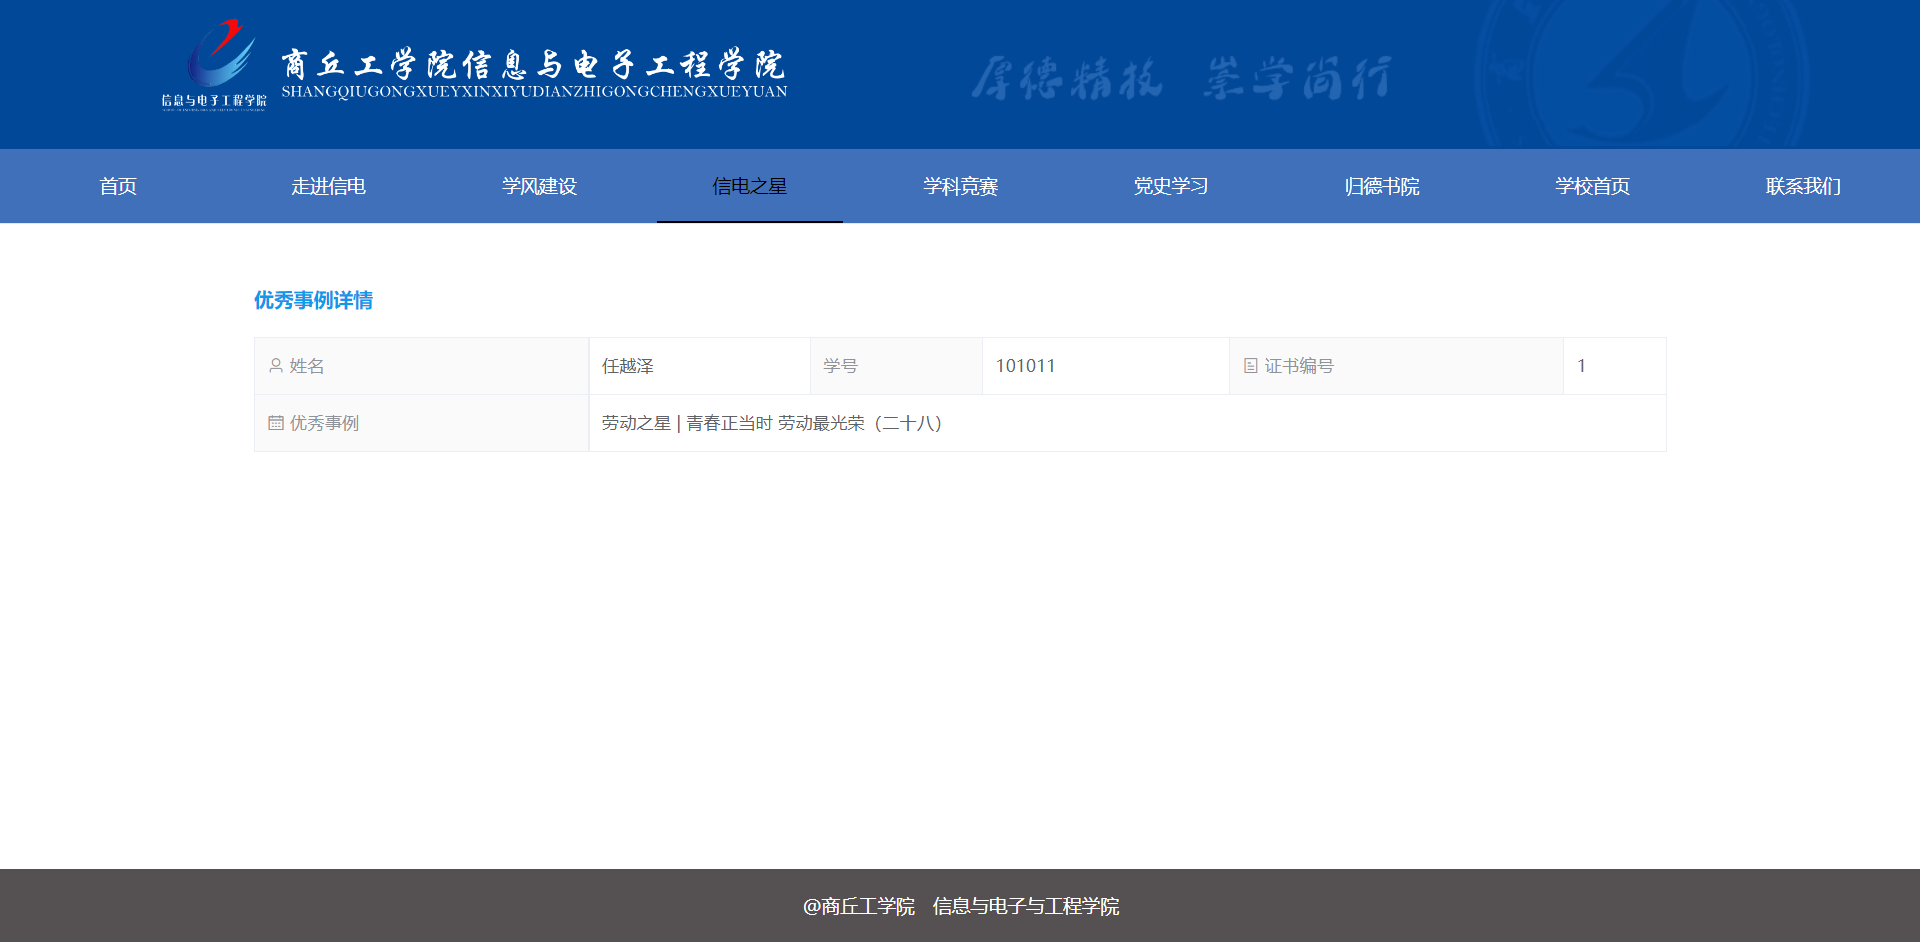 商丘工学院信息与电子工程学院
SHANGQIUGONGXUEYXINXIYUDIANZHIGONGCHENGXUEYUAN
信息与电子工程学院
厚德精技 崇学尚行
首页 走进信电 学风建设 信电之星 学科竞赛 党史学习 归德书院 学校首页 联系我们
优秀事例详情
姓名 任越泽 学号 101011 证书编号 1
优秀事例 劳动之星 | 青春正当时 劳动最光荣（二十八）
@商丘工学院 信息与电子与工程学院